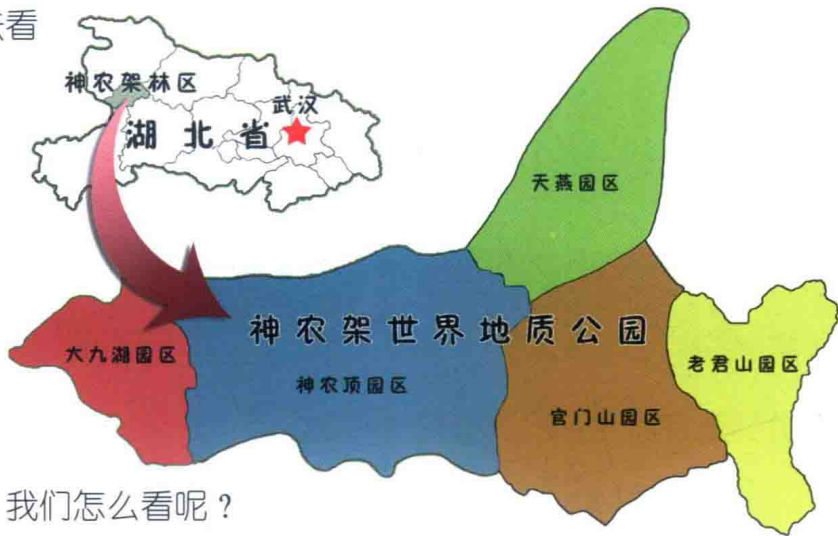 看
神农架林区
武汉
湖北省
天燕园区
神农架世界地质公园
大九湖园区
神农顶园区
老君山园区
官门山园区
我们怎么看呢？